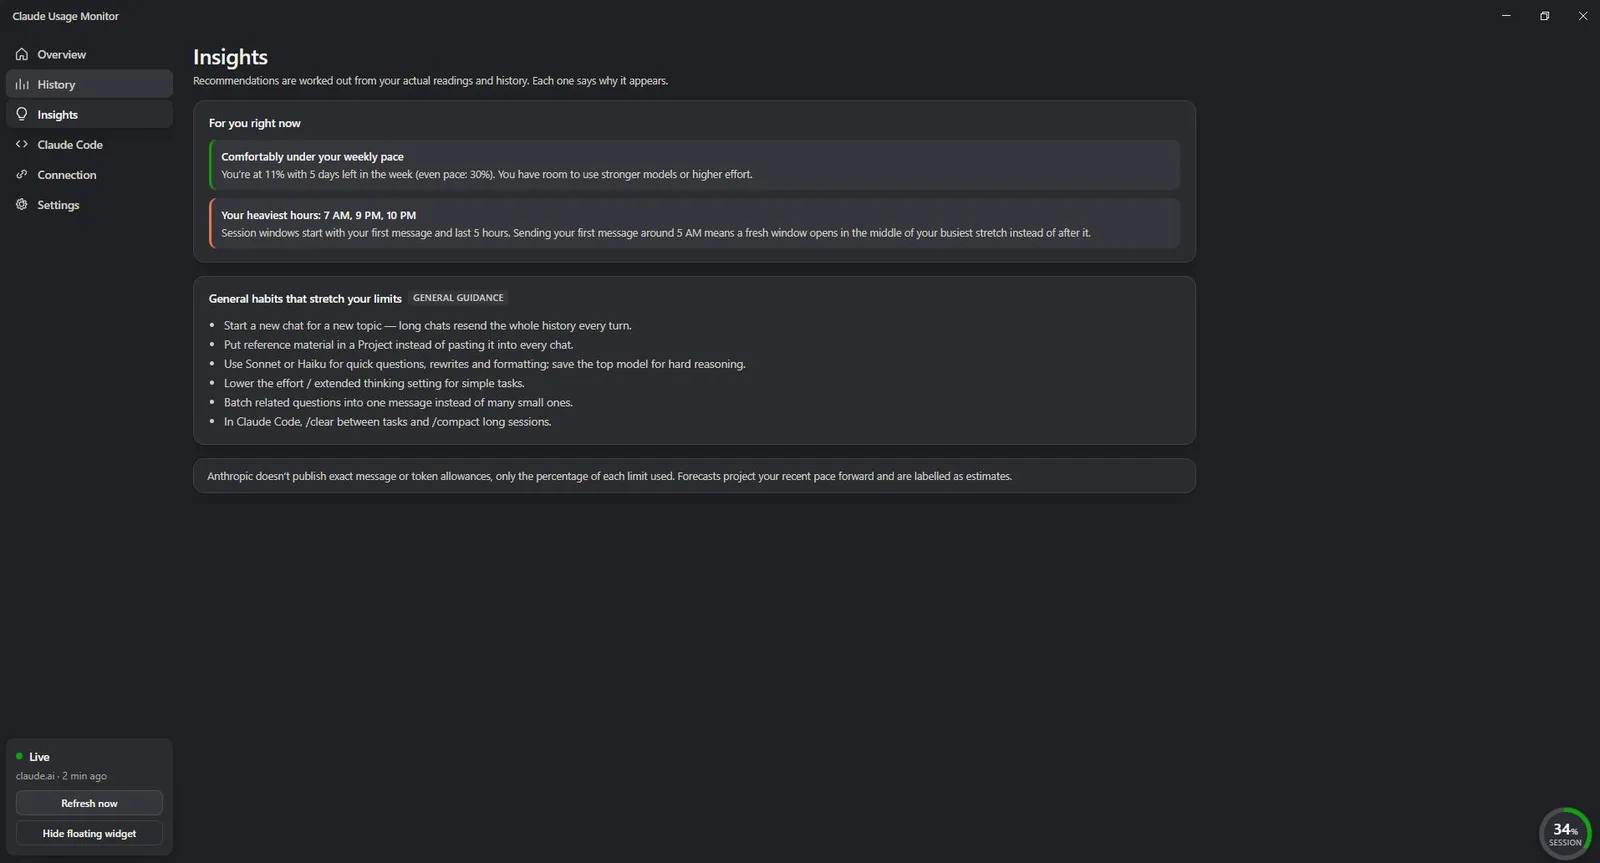 Claude Usage Monitor
Overview
History
Insights
Claude Code
Connection
Settings
Insights
Recommendations are worked out from your actual readings and history. Each one says why it appears.
For you right now
Comfortably under your weekly pace
You're at 11% with 5 days left in the week (even pace: 30%). You have room to use stronger models or higher effort.
Your heaviest hours: 7 AM, 9 PM, 10 PM
Session windows start with your first message and last 5 hours. Sending your first message around 5 AM means a fresh window opens in the middle of your busiest stretch instead of after it.
General habits that stretch your limits GENERAL GUIDANCE
• Start a new chat for a new topic — long chats resend the whole history every turn.
• Put reference material in a Project instead of pasting it into every chat.
• Use Sonnet or Haiku for quick questions, rewrites and formatting; save the top model for hard reasoning.
• Lower the effort / extended thinking setting for simple tasks.
• Batch related questions into one message instead of many small ones.
• In Claude Code, /clear between tasks and /compact long sessions.
Anthropic doesn't publish exact message or token allowances, only the percentage of each limit used. Forecasts project your recent pace forward and are labelled as estimates.
Live
claude.ai · 2 min ago
Refresh now
Hide floating widget
34%
SESSION